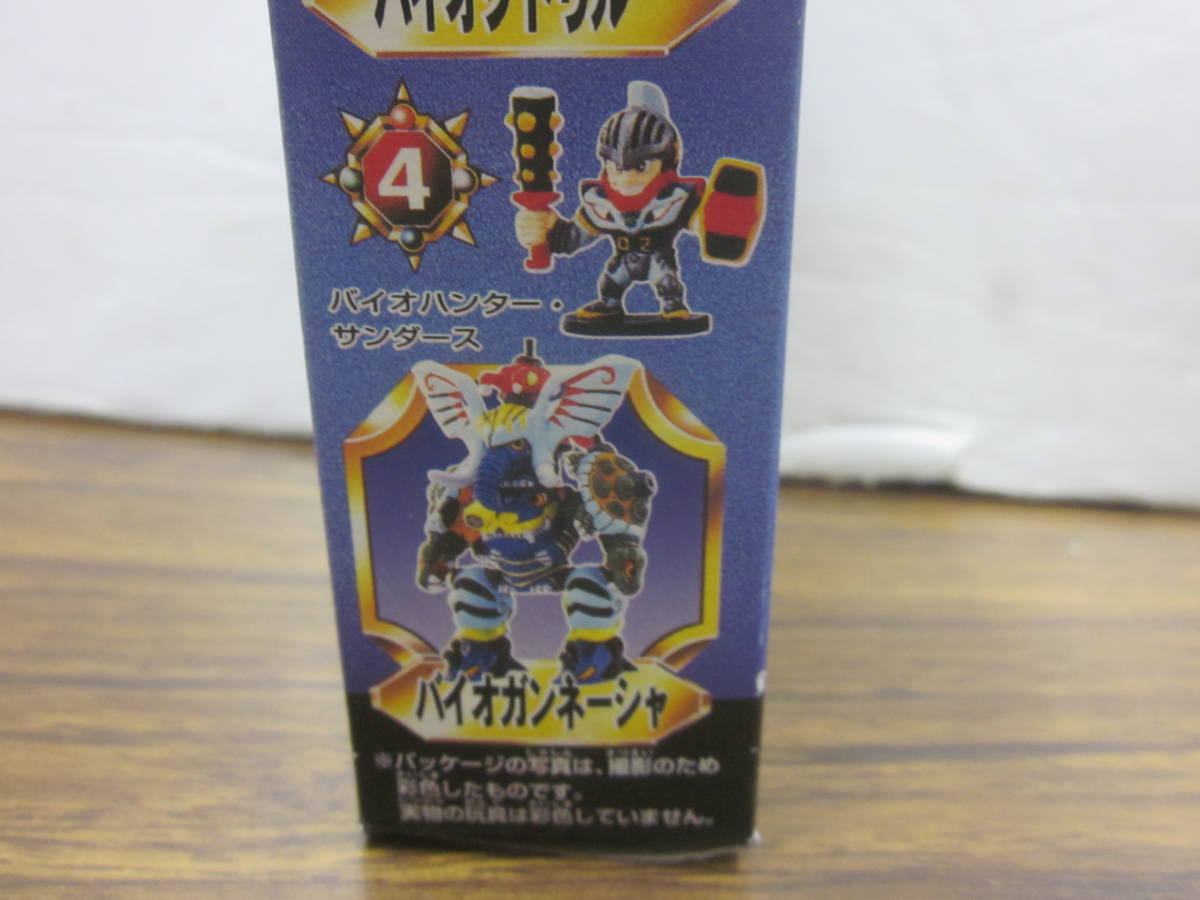 4
02
バイオハンター・
サンダース
バイオガンネーシャ
※パッケージの写真は、撮影のため
彩色したものです。
実物の玩具は彩色していません。